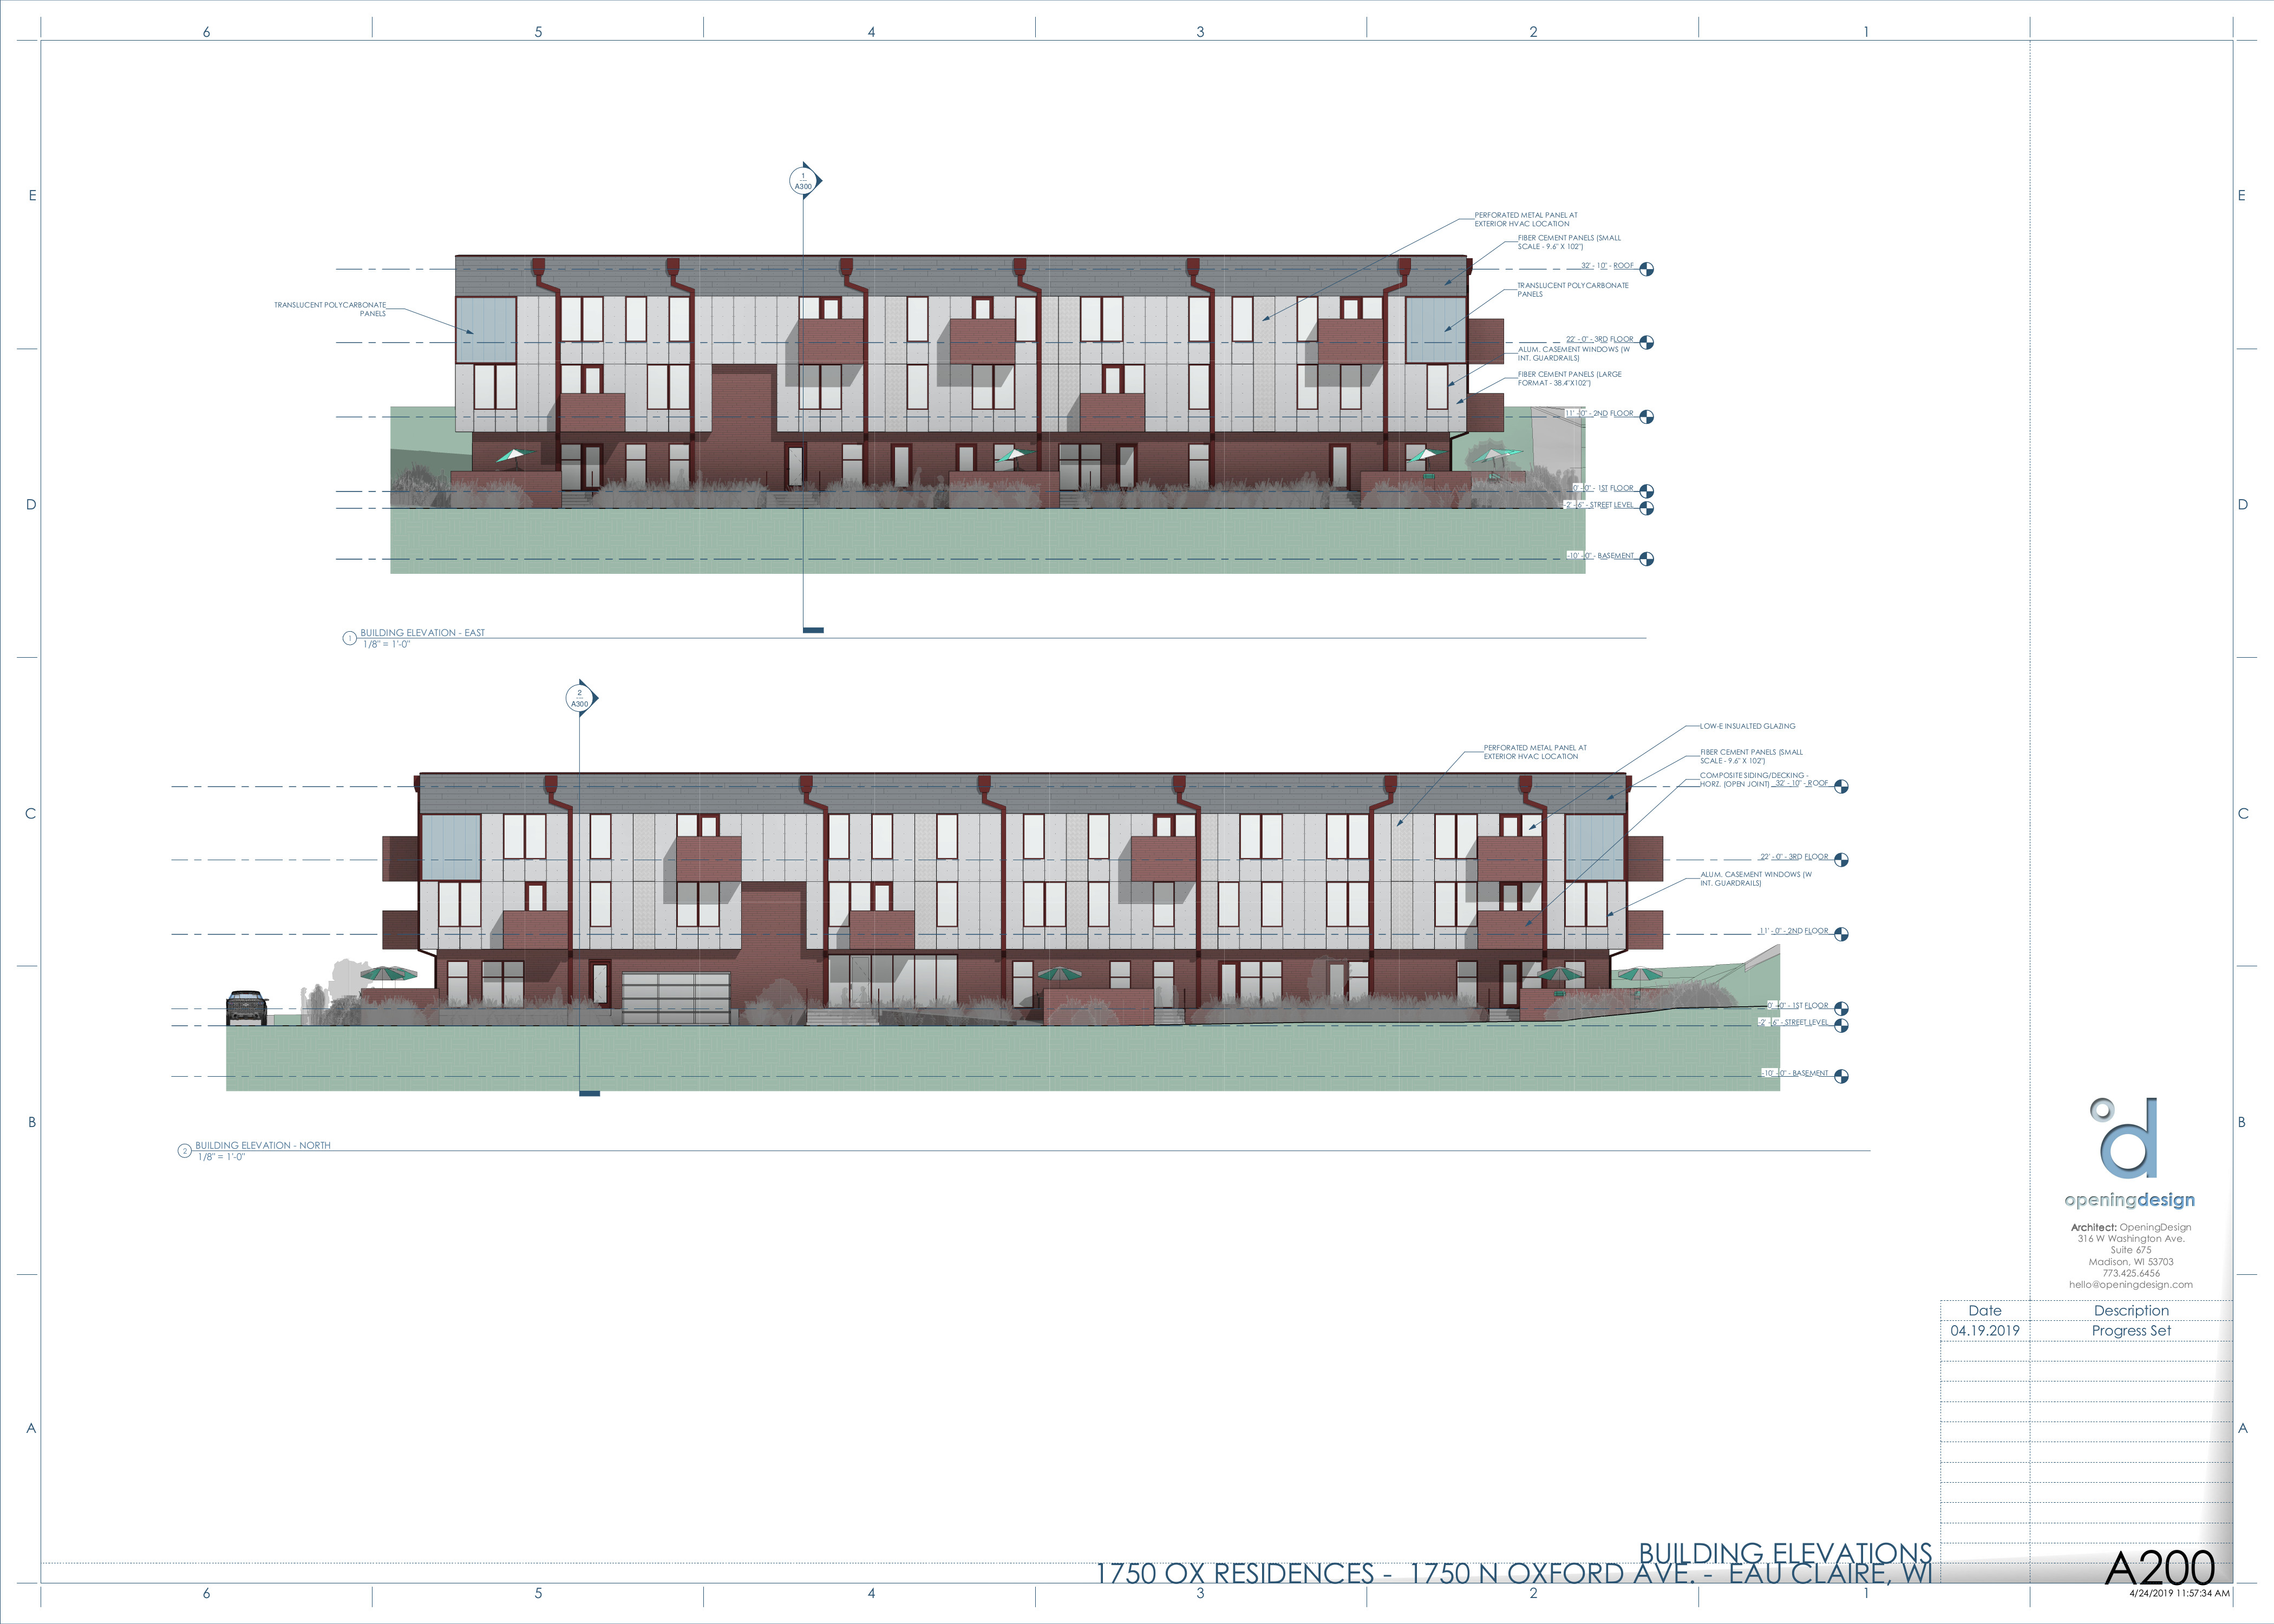 6 5 4 3 2 1
E
E
1
A300
PERFORATED METAL PANEL AT
EXTERIOR HVAC LOCATION
FIBER CEMENT PANELS (SMALL
SCALE - 9.6" X 102")
32' - 10" - ROOF
TRANSLUCENT POLYCARBONATE
PANELS
TRANSLUCENT POLYCARBONATE
PANELS
22' - 0" - 3RD FLOOR
ALUM. CASEMENT WINDOWS (W
INT. GUARDRAILS)
FIBER CEMENT PANELS (LARGE
FORMAT - 38.4"X102")
11' - 0" - 2ND FLOOR
D
D
0' - 0" - 1ST FLOOR
-2' - 6" - STREET LEVEL
-10' - 0" - BASEMENT
1
BUILDING ELEVATION - EAST
1/8" = 1'-0"
2
A300
LOW-E INSUALTED GLAZING
PERFORATED METAL PANEL AT
EXTERIOR HVAC LOCATION
FIBER CEMENT PANELS (SMALL
SCALE - 9.6" X 102")
COMPOSITE SIDING/DECKING -
HORZ. (OPEN JOINT)
32' - 10" - ROOF
C
C
22' - 0" - 3RD FLOOR
ALUM. CASEMENT WINDOWS (W
INT. GUARDRAILS)
11' - 0" - 2ND FLOOR
0' - 0" - 1ST FLOOR
-2' - 6" - STREET LEVEL
-10' - 0" - BASEMENT
B
B
2
BUILDING ELEVATION - NORTH
1/8" = 1'-0"
d
openingdesign
Architect: OpeningDesign
316 W Washington Ave.
Suite 675
Madison, WI 53703
773.425.6456
hello@openingdesign.com
Date Description
04.19.2019 Progress Set
A
A
BUILDING ELEVATIONS
1750 OX RESIDENCES - 1750 N OXFORD AVE. - EAU CLAIRE, WI
A200
4/24/2019 11:57:34 AM
6 5 4 3 2 1